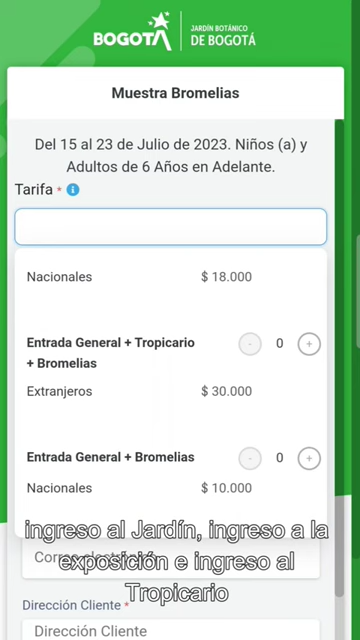 BOGOTÁ
JARDÍN BOTÁNICO
DE BOGOTÁ
Muestra Bromelias
Del 15 al 23 de Julio de 2023. Niños (a) y
Adultos de 6 Años en Adelante.
Tarifa *
Nacionales $ 18.000
Entrada General + Tropicario - 0 +
+ Bromelias
Extranjeros $ 30.000
Entrada General + Bromelias - 0 +
Nacionales $ 10.000
ingreso al Jardín, ingreso a la
exposición e ingreso al
Tropicario
Correo electrónico
Dirección Cliente *
Dirección Cliente